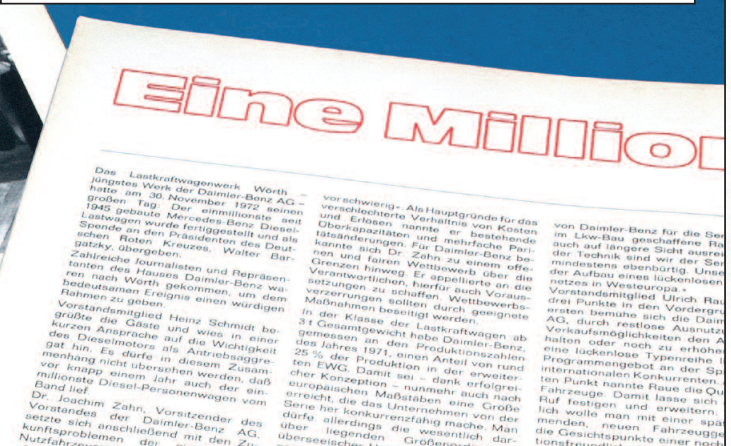 Eine Million
Das Lastkraftwagenwerk Wörth –
jüngstes Werk der Daimler-Benz AG –
hatte am 30. November 1972 seinen
großen Tag: Der einmillionste seit
1945 gebaute Mercedes-Benz Diesel-
Lastwagen wurde fertiggestellt und als
Spende an den Präsidenten des Deut-
schen Roten Kreuzes, Walter Bar-
gatzky, übergeben.
Zahlreiche Journalisten und Repräsen-
tanten des Hauses Daimler-Benz wa-
ren nach Wörth gekommen, um dem
bedeutsamen Ereignis einen würdigen
Rahmen zu geben.
Vorstandsmitglied Heinz Schmidt be-
grüßte die Gäste und wies in einer
kurzen Ansprache auf die Wichtigkeit
des Dieselmotors als Antriebsaggre-
gat hin. Es dürfe in diesem Zusam-
menhang nicht übersehen werden, daß
vor knapp einem Jahr auch der ein-
millionste Diesel-Personenwagen vom
Band lief.
Dr. Joachim Zahn, Vorsitzender des
Vorstandes der Daimler-Benz AG,
setzte sich anschließend mit den Zu-
kunftsproblemen der
Nutzfahrzeug
vor schwierig«. Als Hauptgründe für das
verschlechterte Verhältnis von Kosten
und Erlösen nannte er bestehende
Überkapazitäten und mehrfache Pari-
tätsänderungen. Für Daimler-Benz be-
kannte sich Dr. Zahn zu einem offe-
nen und fairen Wettbewerb über die
Grenzen hinweg. Er appellierte an die
Verantwortlichen, hierfür auch Voraus-
setzungen zu schaffen. Wettbewerbs-
verzerrungen sollten durch geeignete
Maßnahmen beseitigt werden.
In der Klasse der Lastkraftwagen ab
3 t Gesamtgewicht habe Daimler-Benz,
gemessen an den Produktionszahlen
des Jahres 1971, einen Anteil von rund
25 % der Produktion in der erweiter-
ten EWG. Damit sei – dank erfolgrei-
cher Konzeption – nunmehr auch nach
europäischen Maßstäben eine Größe
erreicht, die das Unternehmen von der
Serie her konkurrenzfähig mache. Man
dürfe allerdings die wesentlich dar-
über liegenden Größenord
überseeischer
von Daimler-Benz für die Ser
im Lkw-Bau geschaffene Ra
auch auf längere Sicht ausrei
der Technik sind wir der Ser
mindestens ebenbürtig. Unse
der Aufbau eines lückenlosen
netzes in Westeuropa.«
Vorstandsmitglied Ulrich Rau
drei Punkte in den Vordergru
ersten bemühe sich die Daim
AG, durch restlose Ausnutzu
Verkaufsmöglichkeiten den A
halten oder noch zu erhöhe
eine lückenlose Typenreihe
Programmangebot an der Spi
internationalen Konkurrenten.
ten Punkt nannte Raue die Qu
Fahrzeuge. Damit lasse sich
Ruf festigen und erweitern.
lich wolle man mit einer spät
menden, neuen Fahrzeugge
die Gesichtspunkte einer noch
tionsfreundlich